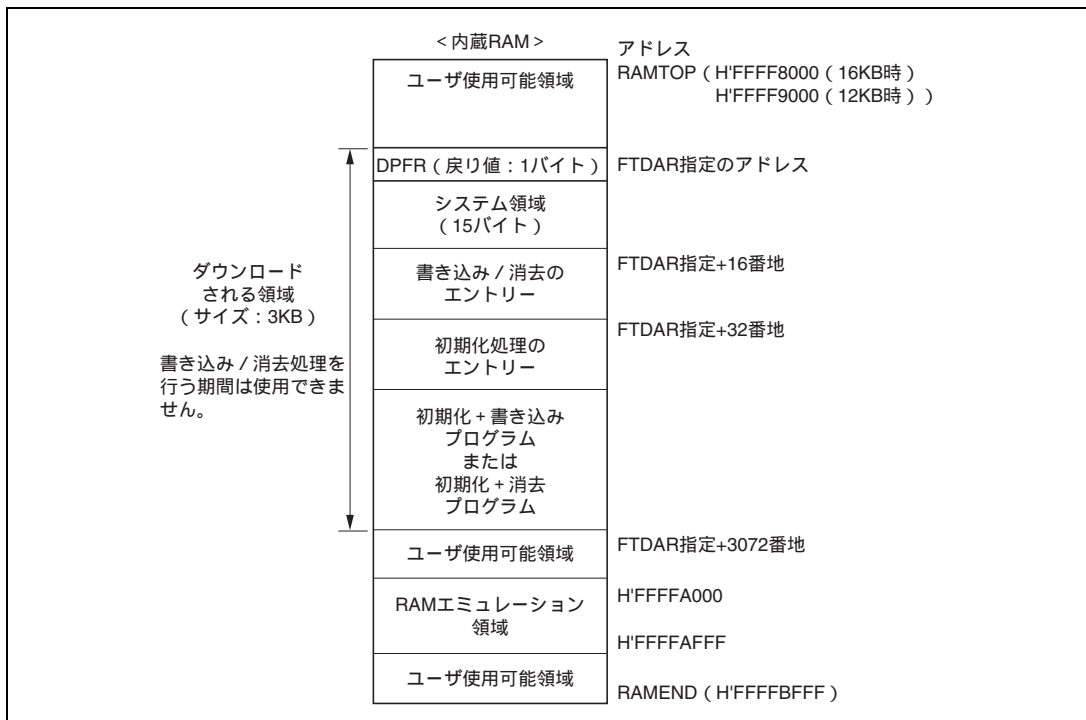 <内蔵RAM>
アドレス
ユーザ使用可能領域
RAMTOP(H'FFFF8000(16KB時)
H'FFFF9000(12KB時))
DPFR(戻り値:1バイト)
FTDAR指定のアドレス
システム領域
(15バイト)
書き込み/消去の
エントリー
FTDAR指定+16番地
初期化処理の
エントリー
FTDAR指定+32番地
ダウンロード
される領域
(サイズ:3KB)
書き込み/消去処理を
行う期間は使用できま
せん。
初期化+書き込み
プログラム
または
初期化+消去
プログラム
ユーザ使用可能領域
FTDAR指定+3072番地
RAMエミュレーション
領域
H'FFFFA000
H'FFFFAFFF
ユーザ使用可能領域
RAMEND(H'FFFFBFFF)